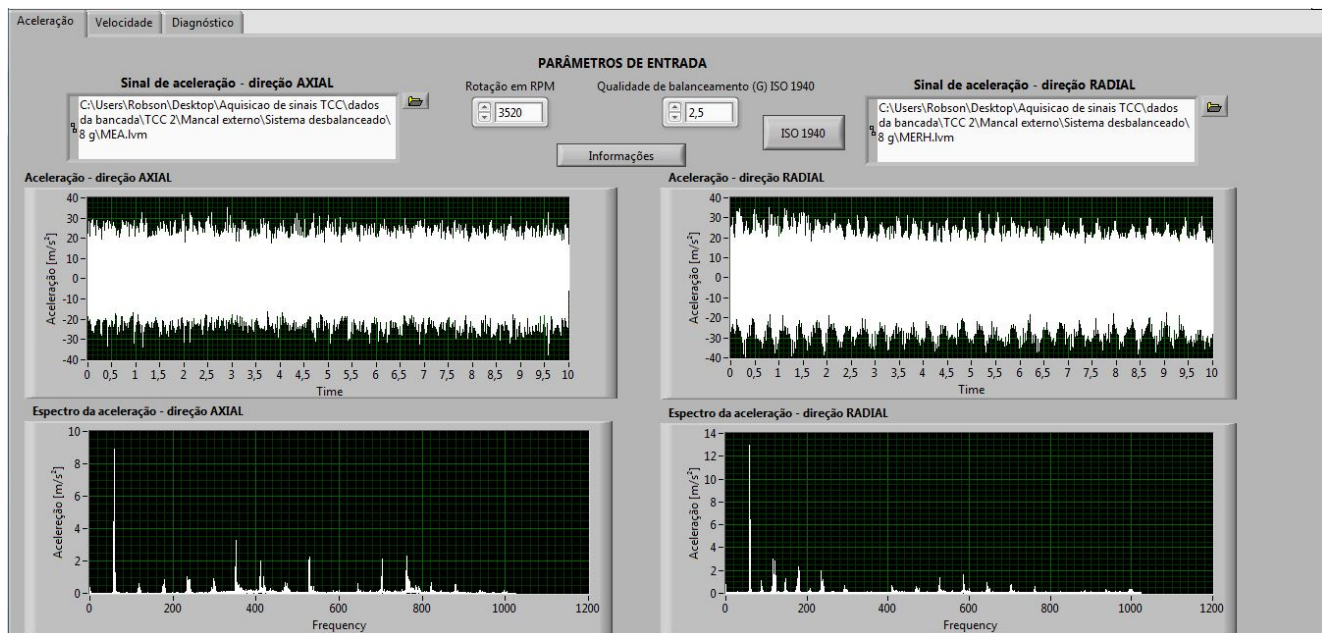 Aceleração Velocidade Diagnóstico
PARÂMETROS DE ENTRADA
Sinal de aceleração - direção AXIAL
C:\Users\Robson\Desktop\Aquisicao de sinais TCC\dados
da bancada\TCC 2\Mancal externo\Sistema desbalanceado\
8 g\MEA.lvm
Rotação em RPM
3520
Qualidade de balanceamento (G) ISO 1940
2,5
ISO 1940
Informações
Sinal de aceleração - direção RADIAL
C:\Users\Robson\Desktop\Aquisicao de sinais TCC\dados
da bancada\TCC 2\Mancal externo\Sistema desbalanceado\
8 g\MERH.lvm
Aceleração - direção AXIAL
Aceleração [m/s²]
40
30
20
10
0
-10
-20
-30
-40
0 0,5 1 1,5 2 2,5 3 3,5 4 4,5 5 5,5 6 6,5 7 7,5 8 8,5 9 9,5 10
Time
Aceleração - direção RADIAL
Aceleração [m/s²]
40
30
20
10
0
-10
-20
-30
-40
0 0,5 1 1,5 2 2,5 3 3,5 4 4,5 5 5,5 6 6,5 7 7,5 8 8,5 9 9,5 10
Time
Espectro da aceleração - direção AXIAL
Acelereção [m/s²]
10
8
6
4
2
0
0 200 400 600 800 1000 1200
Frequency
Espectro da aceleração - direção RADIAL
Aceleração [m/s²]
14
12
10
8
6
4
2
0
0 200 400 600 800 1000 1200
Frequency